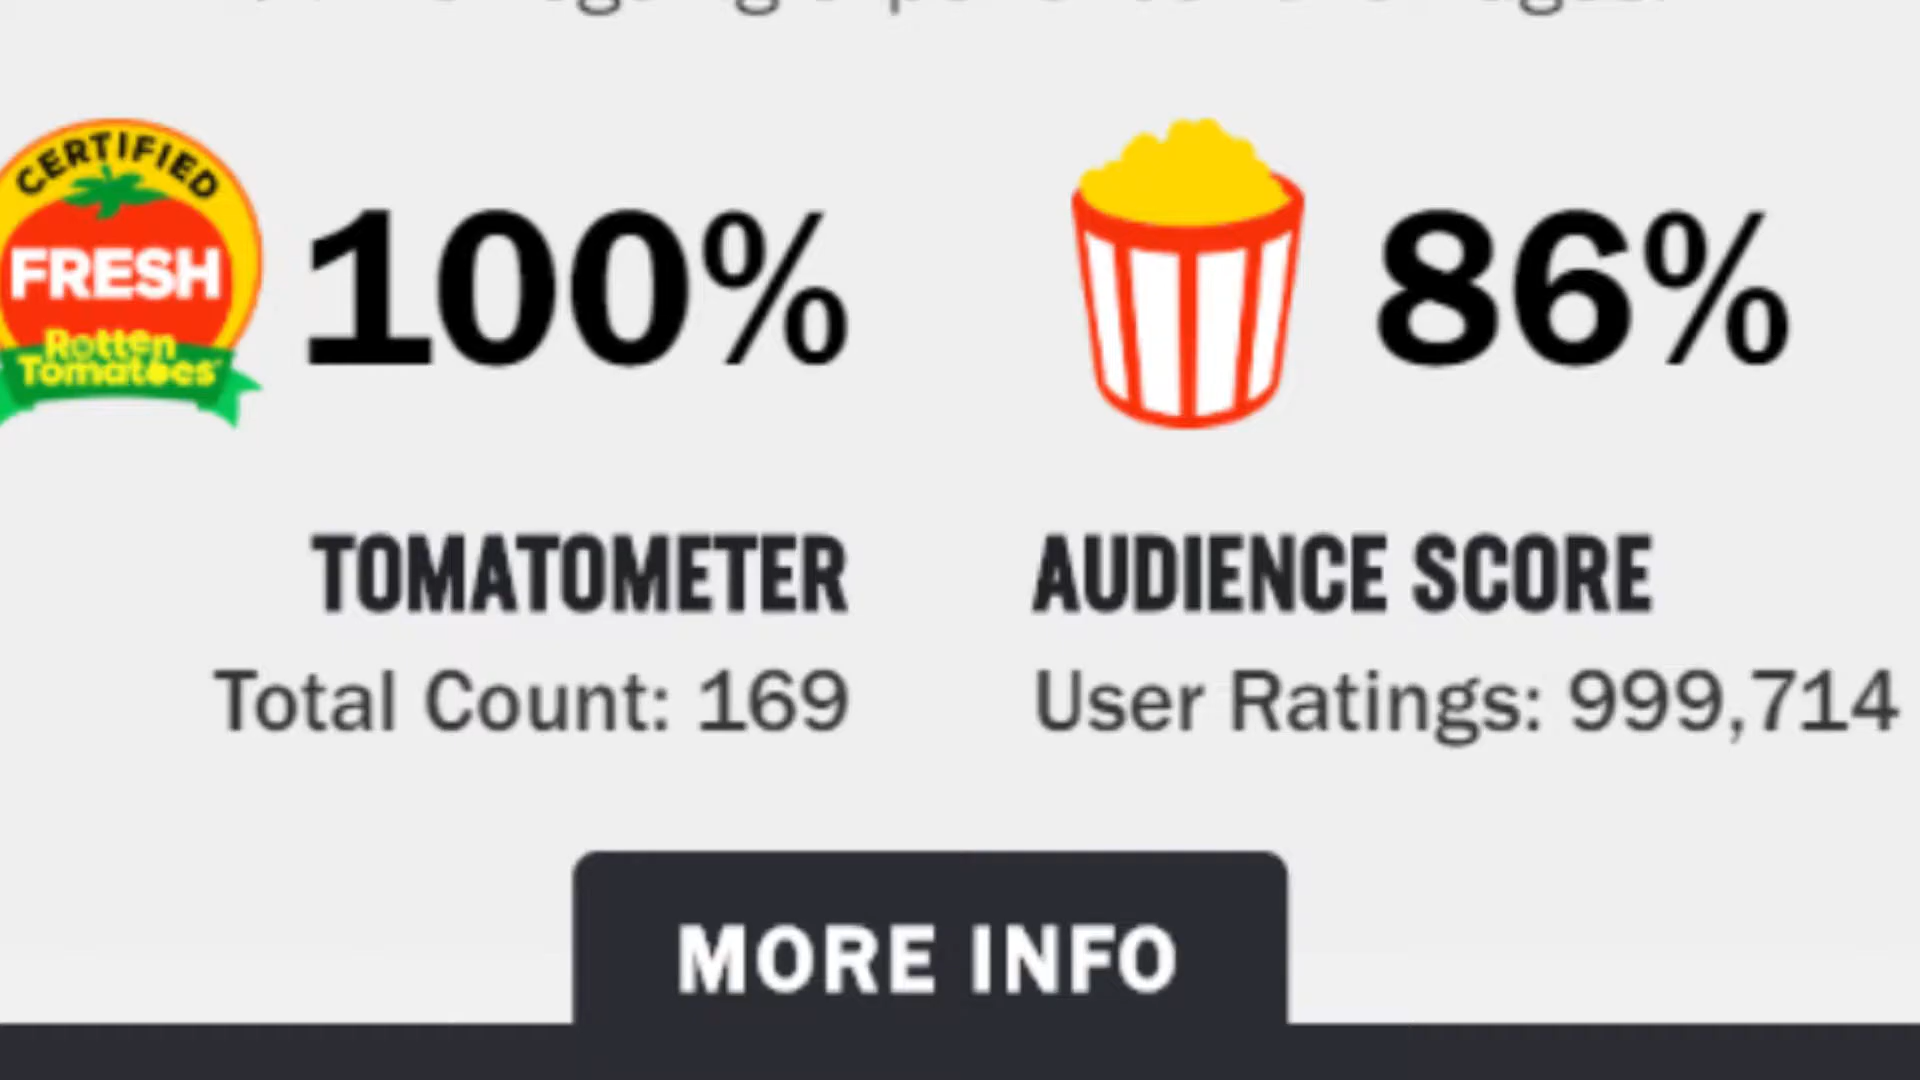 CERTIFIED
FRESH
Rotten
Tomatoes
100%
86%
TOMATOMETER
AUDIENCE SCORE
Total Count: 169
User Ratings: 999,714
MORE INFO